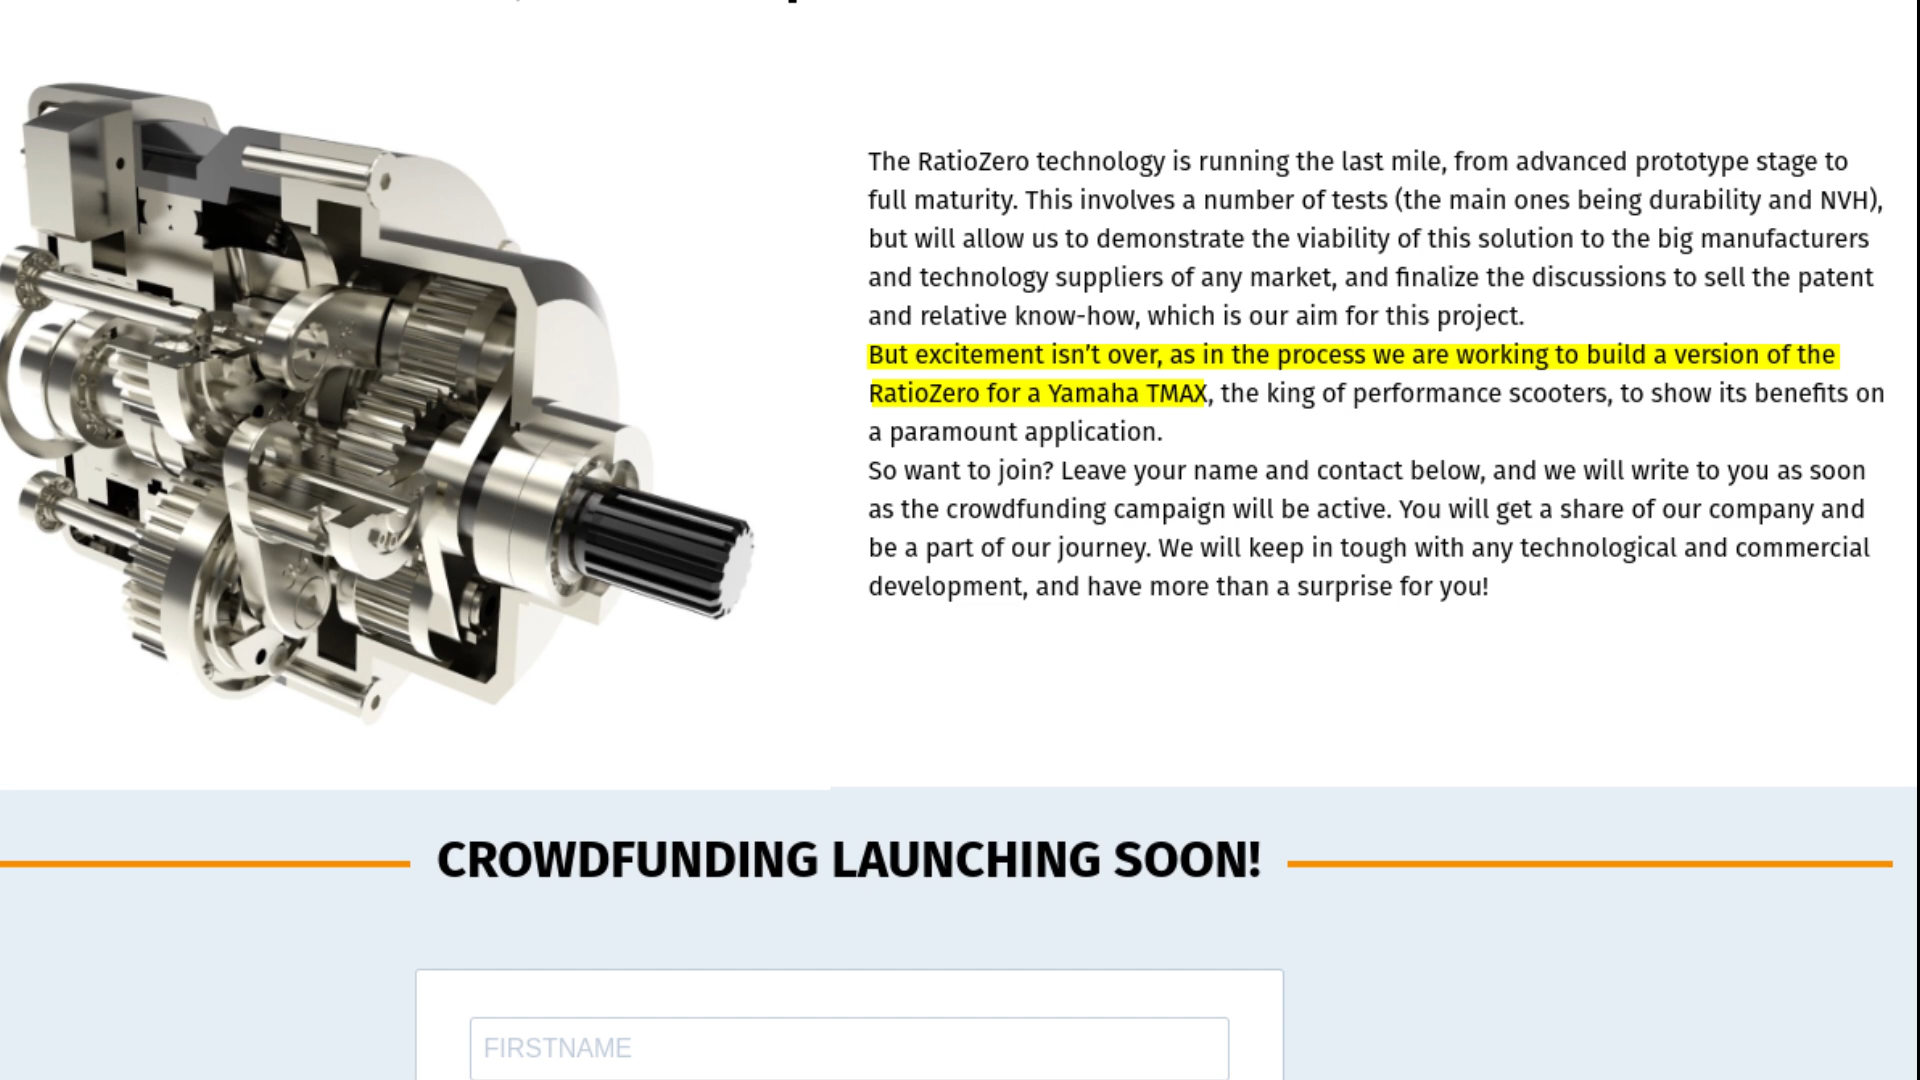 The RatioZero technology is running the last mile, from advanced prototype stage to
full maturity. This involves a number of tests (the main ones being durability and NVH),
but will allow us to demonstrate the viability of this solution to the big manufacturers
and technology suppliers of any market, and finalize the discussions to sell the patent
and relative know-how, which is our aim for this project.
But excitement isn’t over, as in the process we are working to build a version of the
RatioZero for a Yamaha TMAX, the king of performance scooters, to show its benefits on
a paramount application.
So want to join? Leave your name and contact below, and we will write to you as soon
as the crowdfunding campaign will be active. You will get a share of our company and
be a part of our journey. We will keep in tough with any technological and commercial
development, and have more than a surprise for you!
CROWDFUNDING LAUNCHING SOON!
FIRSTNAME